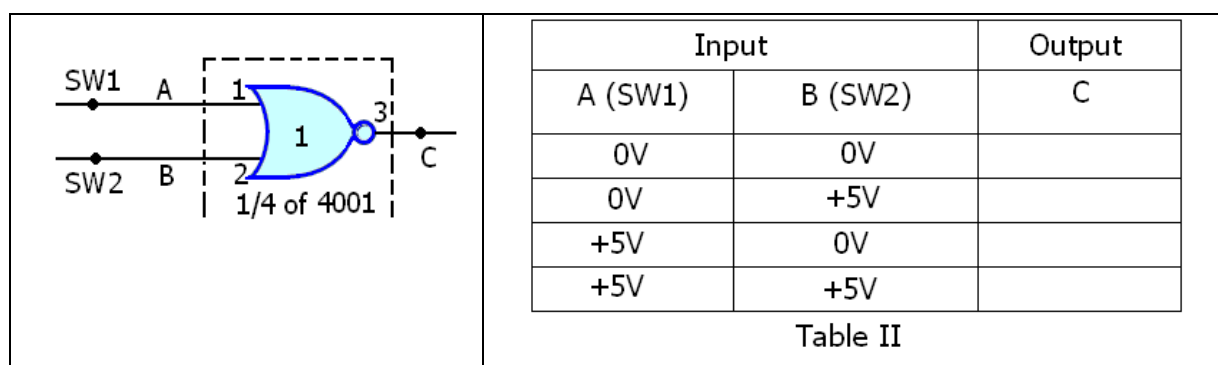 SW1 A 1
1
3
C
SW2 B 2
1/4 of 4001
Input Output
A (SW1) B (SW2) C
0V 0V
0V +5V
+5V 0V
+5V +5V
Table II